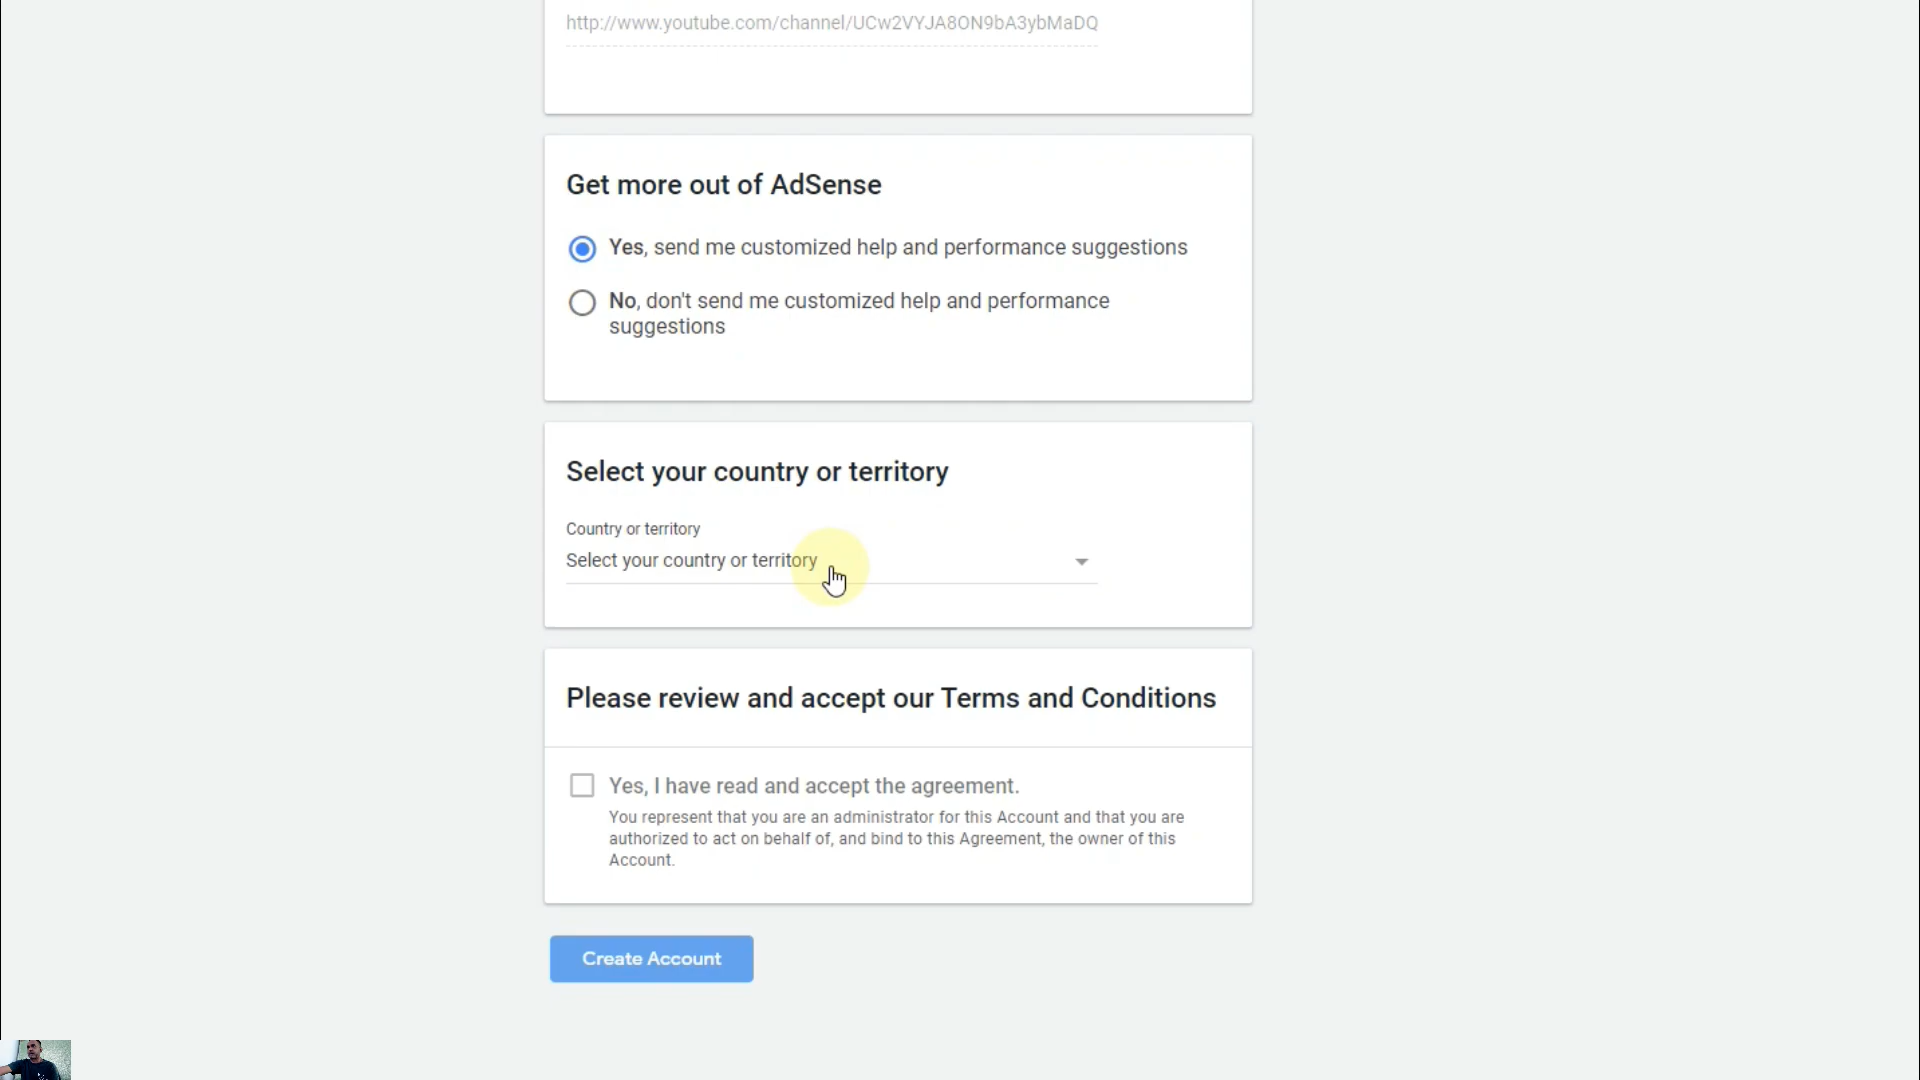 http://www.youtube.com/channel/UCw2VYJA8ON9bA3ybMaDQ
Get more out of AdSense
Yes, send me customized help and performance suggestions
No, don't send me customized help and performance
suggestions
Select your country or territory
Country or territory
Select your country or territory
Please review and accept our Terms and Conditions
Yes, I have read and accept the agreement.
You represent that you are an administrator for this Account and that you are
authorized to act on behalf of, and bind to this Agreement, the owner of this
Account.
Create Account